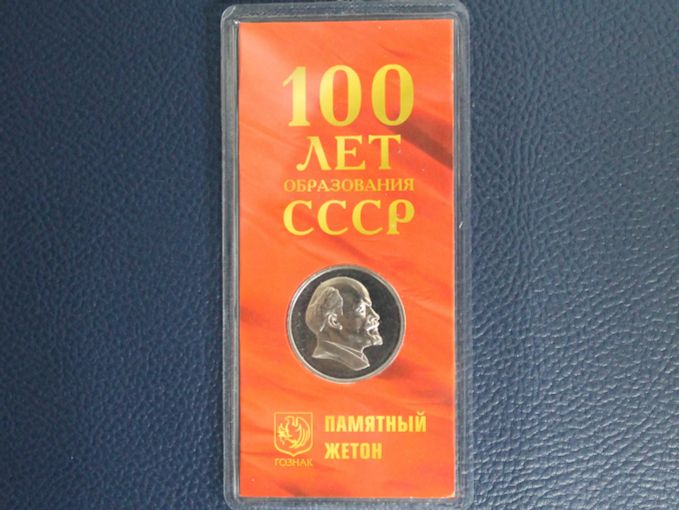 100
ЛЕТ
ОБРАЗОВАНИЯ
СССР
ПАМЯТНЫЙ
ЖЕТОН
ГОЗНАК